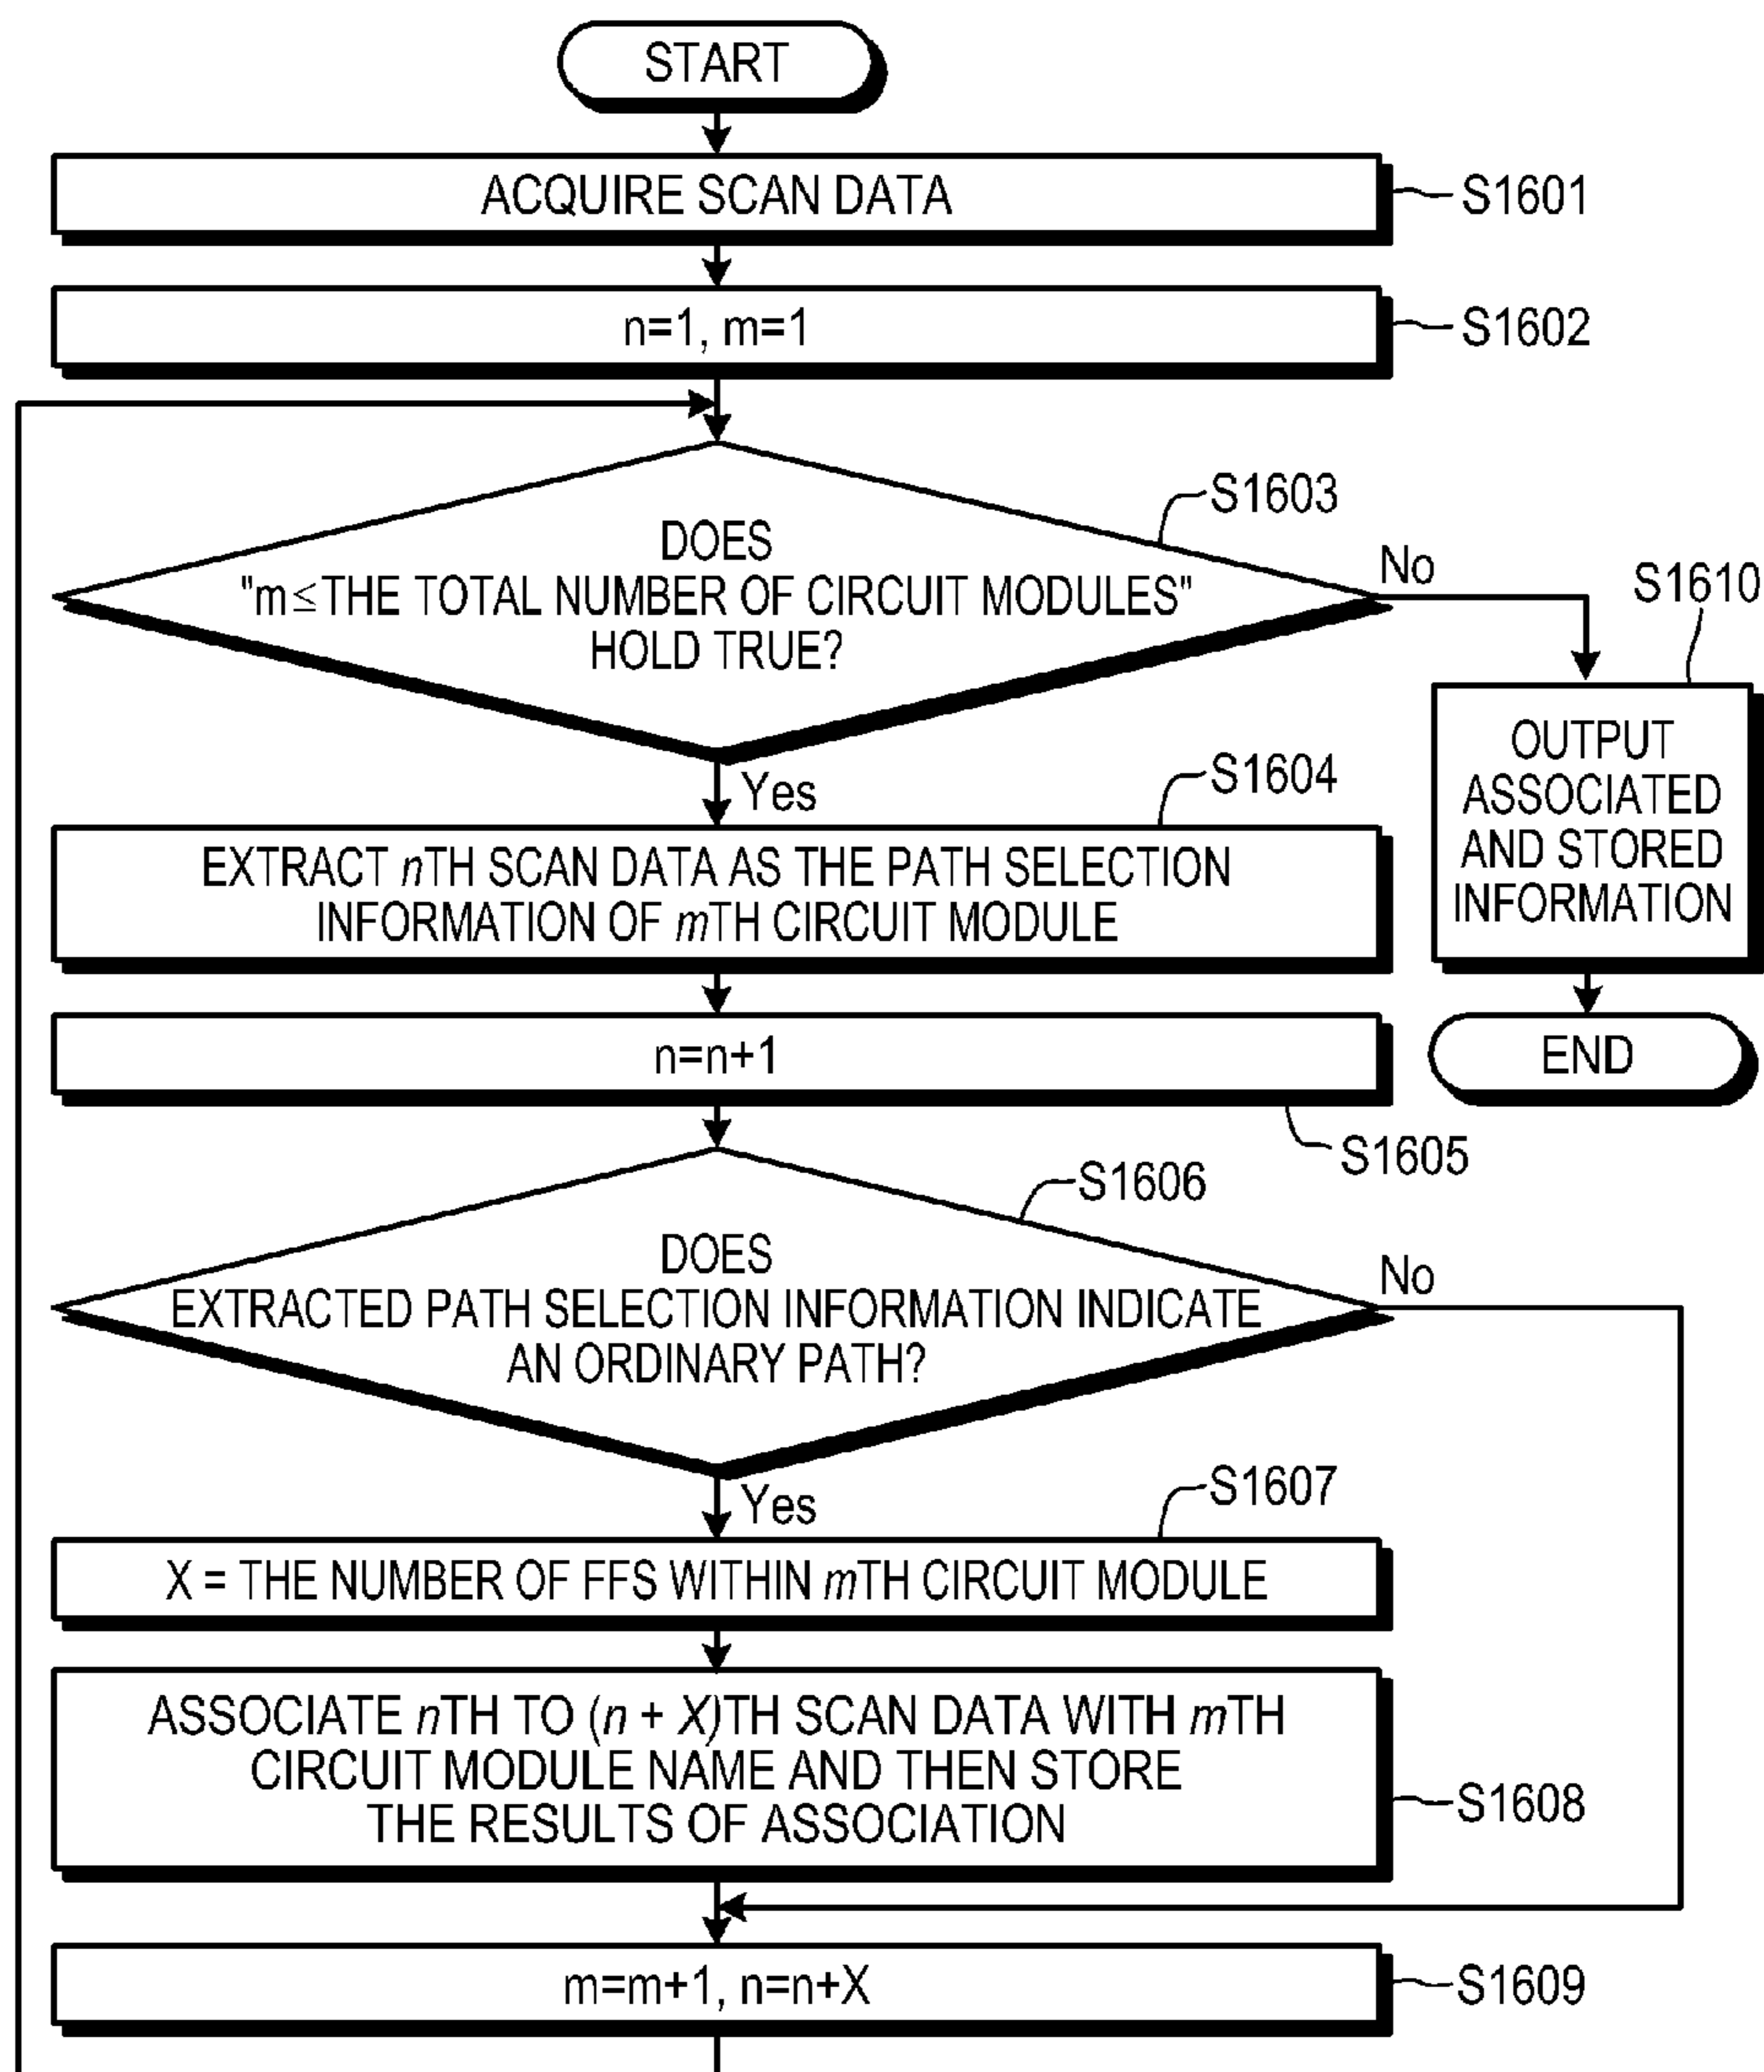 START
ACQUIRE SCAN DATA
S1601
n=1, m=1
S1602
S1603
DOES
"m≤THE TOTAL NUMBER OF CIRCUIT MODULES"
HOLD TRUE?
No
S1610
OUTPUT
ASSOCIATED
AND STORED
INFORMATION
END
Yes
S1604
EXTRACT nTH SCAN DATA AS THE PATH SELECTION
INFORMATION OF mTH CIRCUIT MODULE
n=n+1
S1605
S1606
DOES
EXTRACTED PATH SELECTION INFORMATION INDICATE
AN ORDINARY PATH?
No
Yes
S1607
X = THE NUMBER OF FFS WITHIN mTH CIRCUIT MODULE
ASSOCIATE nTH TO (n + X)TH SCAN DATA WITH mTH
CIRCUIT MODULE NAME AND THEN STORE
THE RESULTS OF ASSOCIATION
S1608
m=m+1, n=n+X
S1609